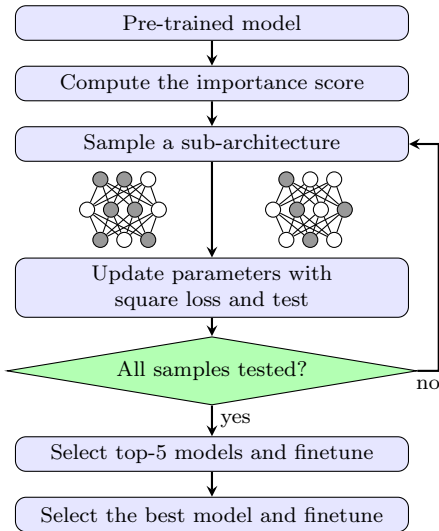 Pre-trained model
Compute the importance score
Sample a sub-architecture
Update parameters with
square loss and test
All samples tested?
no
yes
Select top-5 models and finetune
Select the best model and finetune